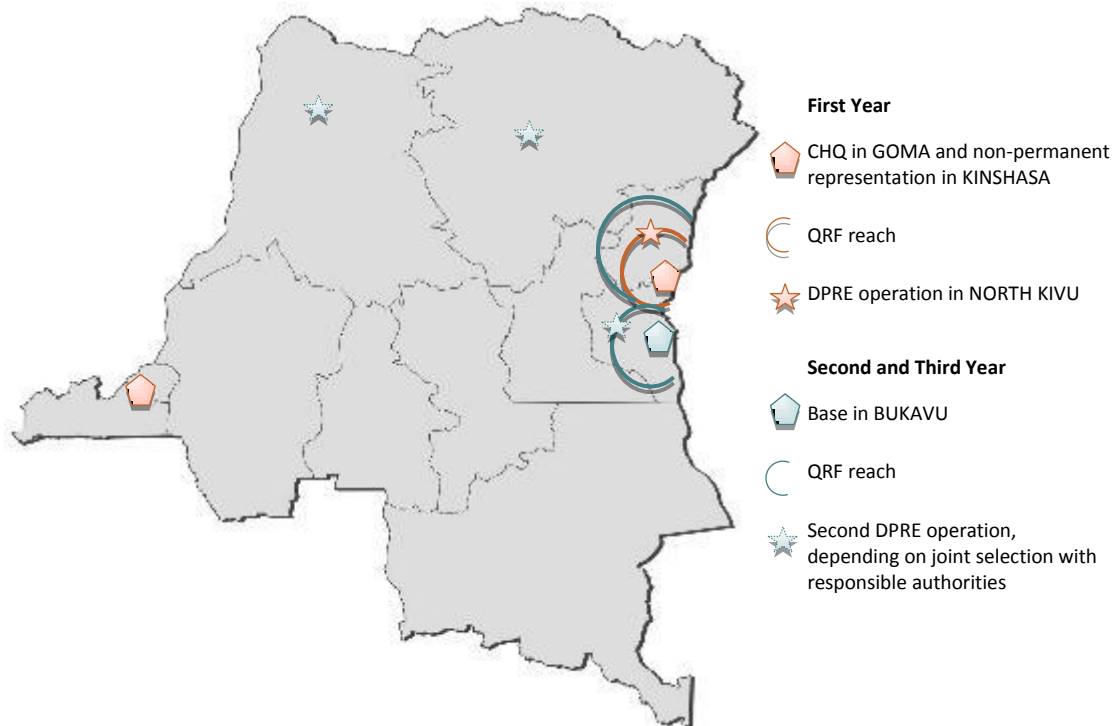 First Year
CHQ in GOMA and non-permanent
representation in KINSHASA
QRF reach
DPRE operation in NORTH KIVU
Second and Third Year
Base in BUKAVU
QRF reach
Second DPRE operation,
depending on joint selection with
responsible authorities